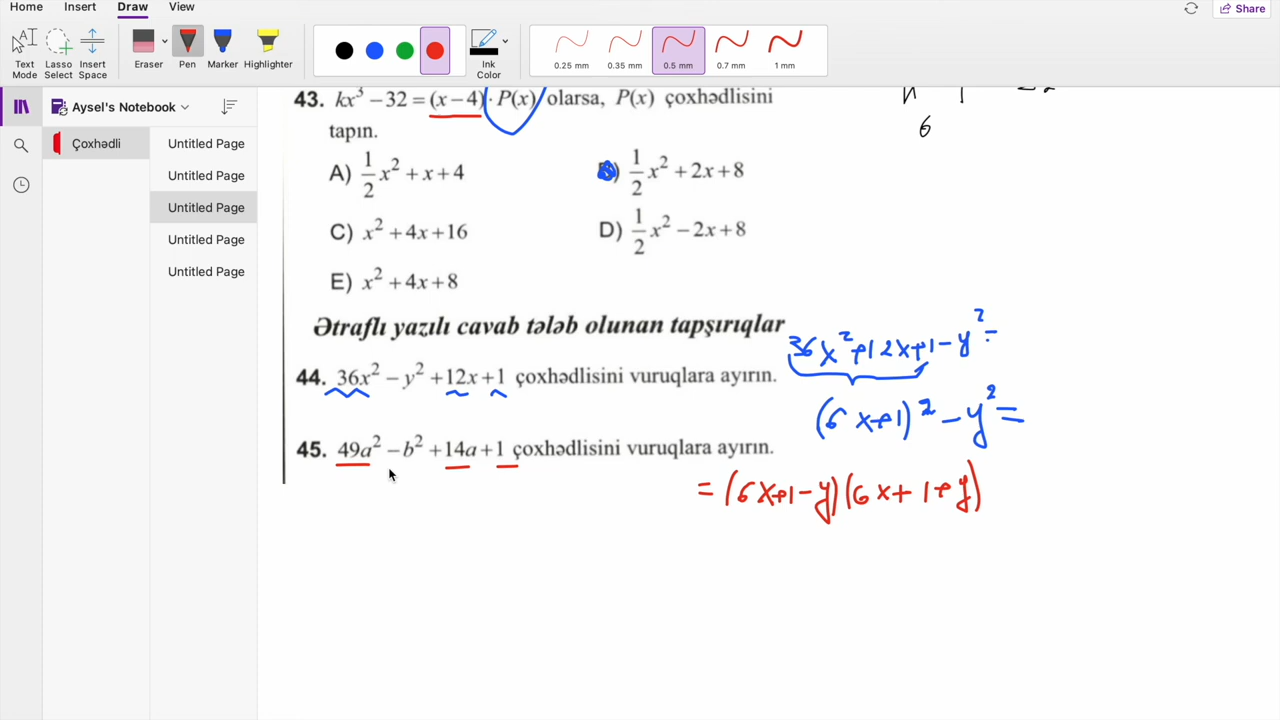 Home Insert Draw View
Share
Text Mode
Lasso Select
Insert Space
Eraser
Pen
Marker
Highlighter
Ink Color
0.25 mm
0.35 mm
0.5 mm
0.7 mm
1 mm
Aysel's Notebook
Çoxhədli
Untitled Page
Untitled Page
Untitled Page
Untitled Page
Untitled Page
43. kx³ − 32 = (x − 4) · P(x) olarsa, P(x) çoxhədlisini
tapın.
6
A) 1/2 x² + x + 4
) 1/2 x² + 2x + 8
C) x² + 4x + 16
D) 1/2 x² − 2x + 8
E) x² + 4x + 8
Ətraflı yazılı cavab tələb olunan tapşırıqlar
36x²+12x+1−y²=
44. 36x² − y² + 12x + 1 çoxhədlisini vuruqlara ayırın.
(6x+1)² − y² =
45. 49a² − b² + 14a + 1 çoxhədlisini vuruqlara ayırın.
= (6x+1−y)(6x+1+y)